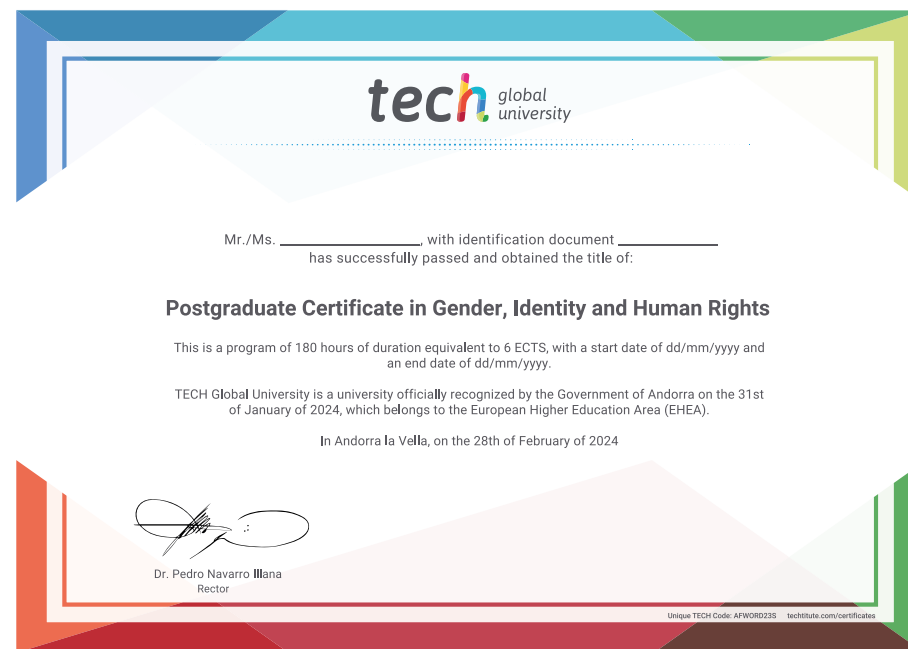 tech global university
Mr./Ms. ____________, with identification document ____________
has successfully passed and obtained the title of:
Postgraduate Certificate in Gender, Identity and Human Rights
This is a program of 180 hours of duration equivalent to 6 ECTS, with a start date of dd/mm/yyyy and
an end date of dd/mm/yyyy.
TECH Global University is a university officially recognized by the Government of Andorra on the 31st
of January of 2024, which belongs to the European Higher Education Area (EHEA).
In Andorra la Vella, on the 28th of February of 2024
Dr. Pedro Navarro Illana
Rector
Unique TECH Code: AFWORD23S techtitute.com/certificates